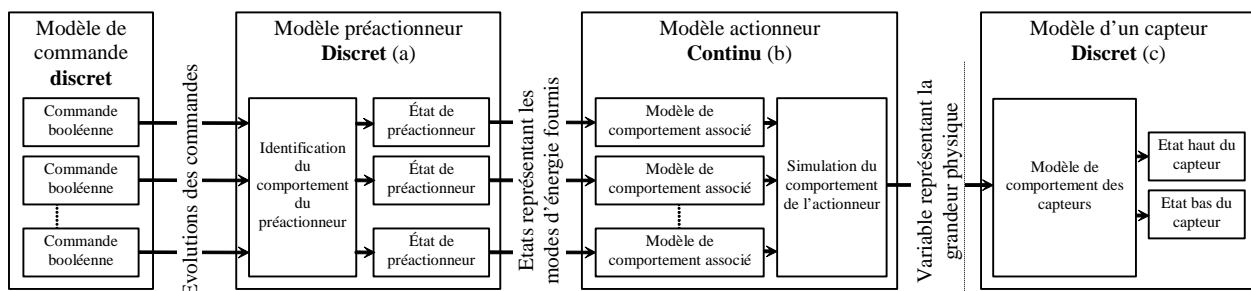 Modèle de
commande
discret
Commande
booléenne
Commande
booléenne
Commande
booléenne
Evolutions des commandes
Modèle préactionneur
Discret (a)
Identification
du
comportement
du
préactionneur
État de
préactionneur
État de
préactionneur
État de
préactionneur
Etats représentant les
modes d'énergie fournis
Modèle actionneur
Continu (b)
Modèle de
comportement associé
Modèle de
comportement associé
Modèle de
comportement associé
Simulation du
comportement
de l'actionneur
Variable représentant la
grandeur physique
Modèle d'un capteur
Discret (c)
Modèle de
comportement des
capteurs
Etat haut du
capteur
Etat bas du
capteur